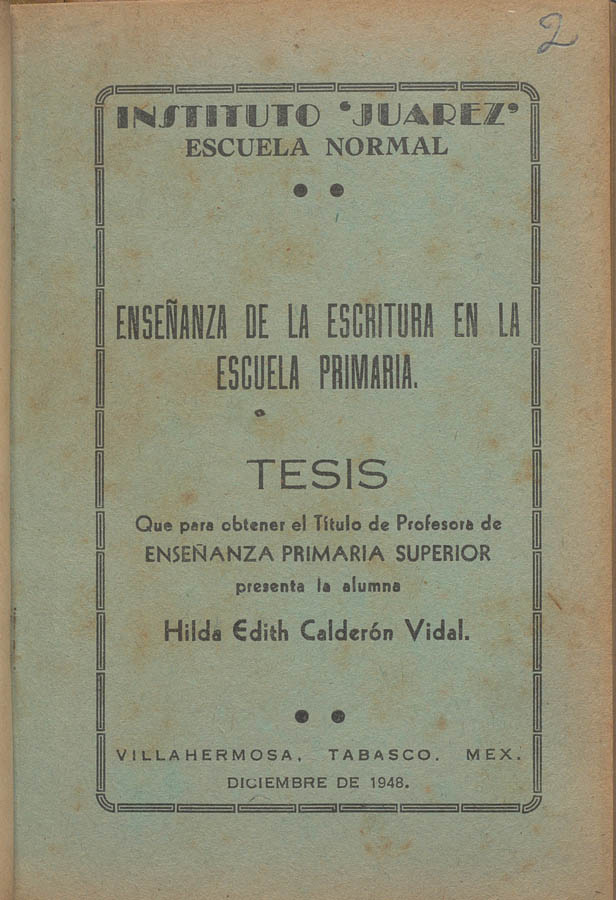 2
INSTITUTO 'JUAREZ'
ESCUELA NORMAL
ENSEÑANZA DE LA ESCRITURA EN LA
ESCUELA PRIMARIA.
TESIS
Que para obtener el Título de Profesora de
ENSEÑANZA PRIMARIA SUPERIOR
presenta la alumna
Hilda Edith Calderón Vidal.
VILLAHERMOSA, TABASCO. MEX.
DICIEMBRE DE 1948.